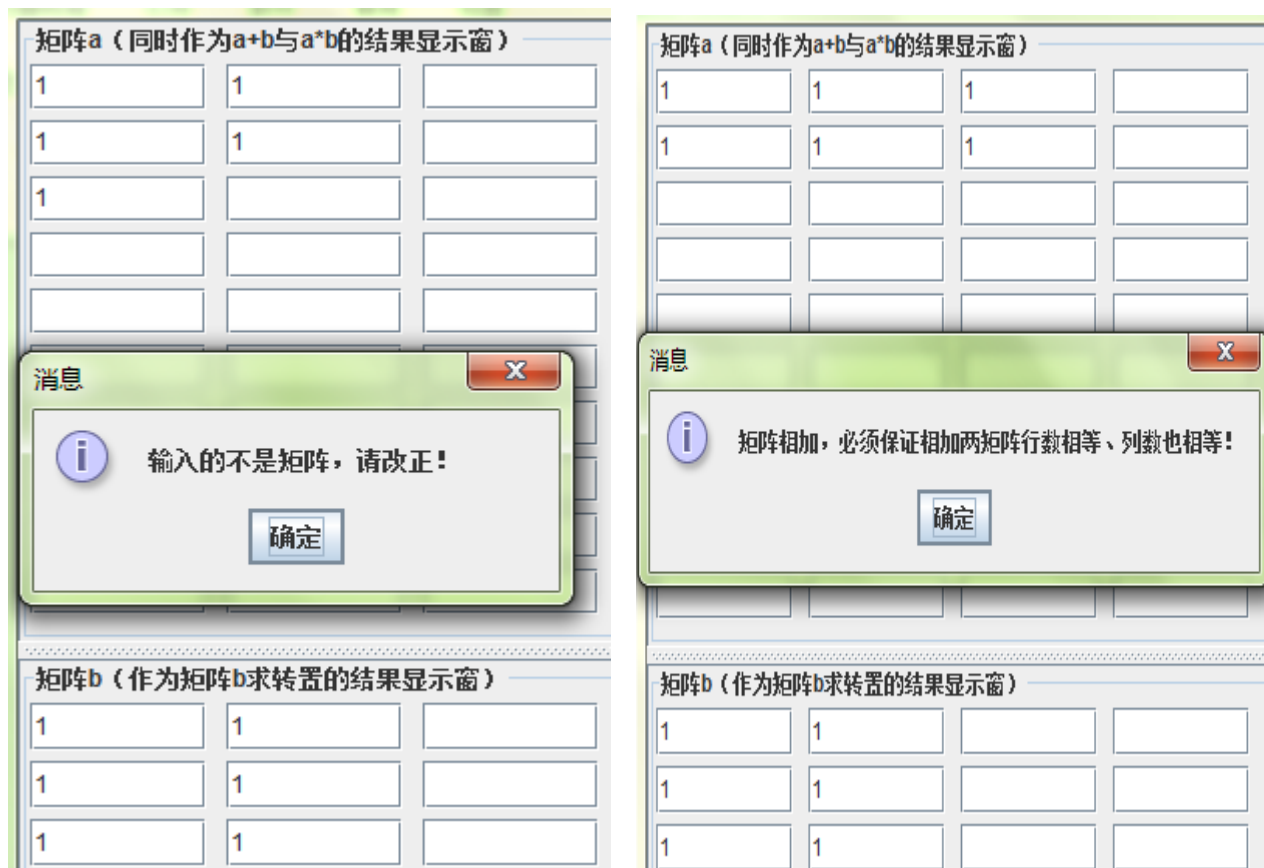 矩阵a（同时作为a+b与a*b的结果显示窗）
1 1
1 1
1
消息
X
输入的不是矩阵，请改正！
确定
矩阵b（作为矩阵b求转置的结果显示窗）
1 1
1 1
1 1
矩阵a（同时作为a+b与a*b的结果显示窗）
1 1 1
1 1 1
消息
X
矩阵相加，必须保证相加两矩阵行数相等、列数也相等！
确定
矩阵b（作为矩阵b求转置的结果显示窗）
1 1
1 1
1 1